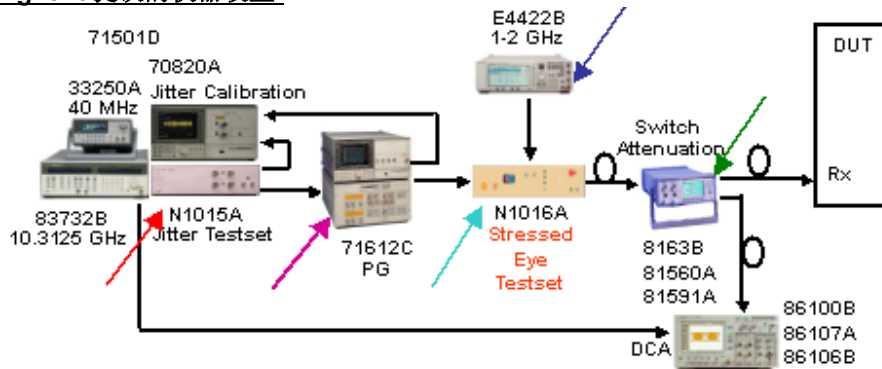 71501D
E4422B
1-2 GHz
DUT
70820A
33250A
Jitter Calibration
40 MHz
Switch
Attenuation
Rx
83732B
10.3125 GHz
N1015A
Jitter Testset
71612C
PG
N1016A
Stressed
Eye
Testset
8163B
81560A
81591A
DCA
86100B
86107A
86106B